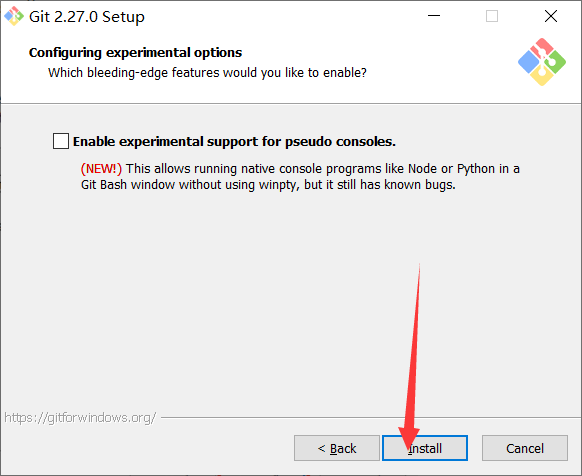 Git 2.27.0 Setup
Configuring experimental options
Which bleeding-edge features would you like to enable?
Enable experimental support for pseudo consoles.
(NEW!) This allows running native console programs like Node or Python in a
Git Bash window without using winpty, but it still has known bugs.
https://gitforwindows.org/
< Back
Install
Cancel